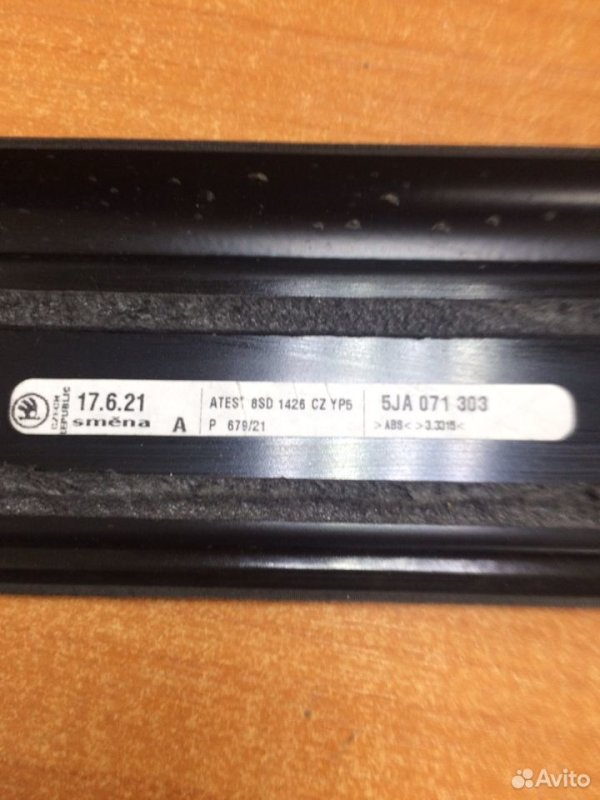 CZECH REPUBLIC
17.6.21
směna A
ATEST 8SD 1426 CZ YP5
P 679/21
5JA 071 303
>ABS< >3.3315<
Avito